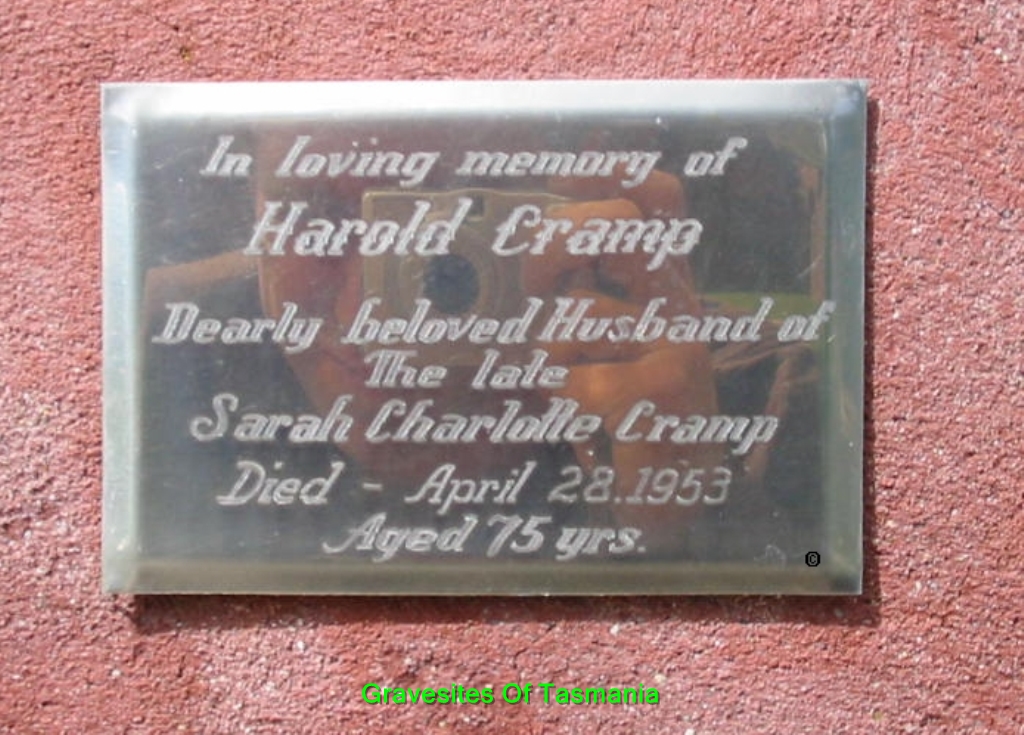 In loving memory of
Harold Cramp
Dearly beloved Husband of
The late
Sarah Charlotte Cramp
Died - April 28.1953
Aged 75 yrs.
©
Gravesites Of Tasmania